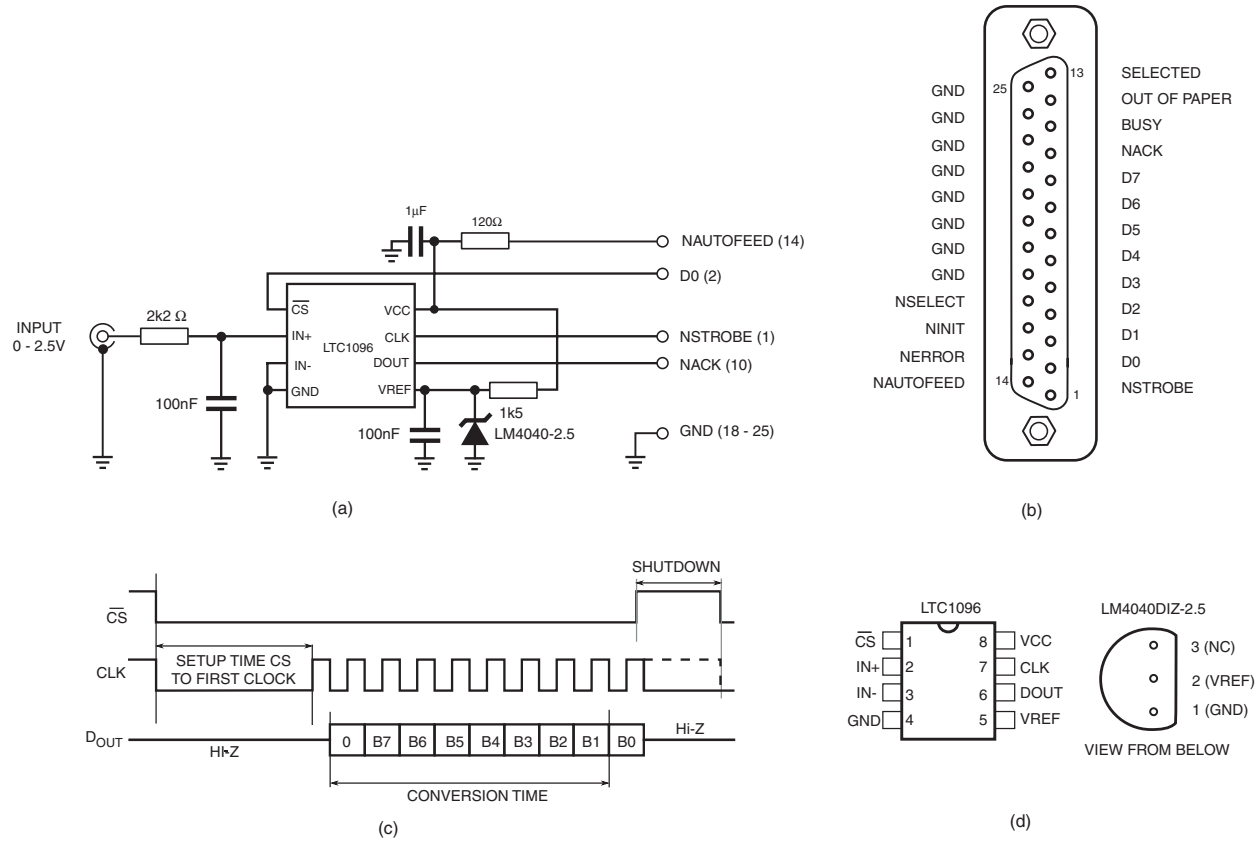 1µF
120Ω
NAUTOFEED (14)
D0 (2)
CS
VCC
2k2 Ω
INPUT
0 - 2.5V
IN+
LTC1096
CLK
NSTROBE (1)
IN-
DOUT
NACK (10)
GND
VREF
100nF
1k5
100nF
LM4040-2.5
GND (18 - 25)
(a)
13
25
GND
GND
GND
GND
GND
GND
GND
GND
NSELECT
NINIT
NERROR
NAUTOFEED
14
SELECTED
OUT OF PAPER
BUSY
NACK
D7
D6
D5
D4
D3
D2
D1
D0
NSTROBE
1
(b)
SHUTDOWN
CS
CLK
SETUP TIME CS
TO FIRST CLOCK
DOUT
HI-Z
0 B7 B6 B5 B4 B3 B2 B1 B0
Hi-Z
CONVERSION TIME
(c)
LTC1096
CS 1 8 VCC
IN+ 2 7 CLK
IN- 3 6 DOUT
GND 4 5 VREF
LM4040DIZ-2.5
3 (NC)
2 (VREF)
1 (GND)
VIEW FROM BELOW
(d)